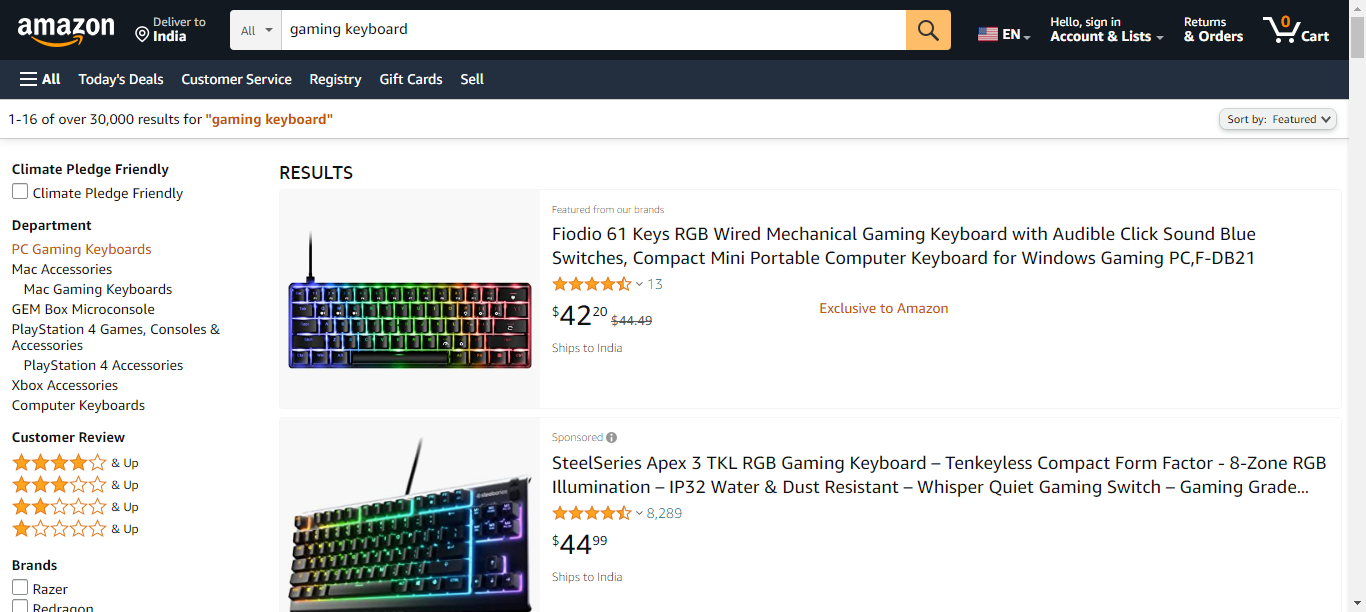 amazon
Deliver to
India
All
gaming keyboard
EN
Hello, sign in
Account & Lists
Returns
& Orders
0
Cart
All
Today's Deals
Customer Service
Registry
Gift Cards
Sell
1-16 of over 30,000 results for "gaming keyboard"
Sort by: Featured
Climate Pledge Friendly
Climate Pledge Friendly
Department
PC Gaming Keyboards
Mac Accessories
Mac Gaming Keyboards
GEM Box Microconsole
PlayStation 4 Games, Consoles &
Accessories
PlayStation 4 Accessories
Xbox Accessories
Computer Keyboards
Customer Review
& Up
& Up
& Up
& Up
Brands
Razer
Redragon
RESULTS
Featured from our brands
Fiodio 61 Keys RGB Wired Mechanical Gaming Keyboard with Audible Click Sound Blue
Switches, Compact Mini Portable Computer Keyboard for Windows Gaming PC,F-DB21
13
$4220 $44.49
Exclusive to Amazon
Ships to India
steelseries
Sponsored
SteelSeries Apex 3 TKL RGB Gaming Keyboard – Tenkeyless Compact Form Factor - 8-Zone RGB
Illumination – IP32 Water & Dust Resistant – Whisper Quiet Gaming Switch – Gaming Grade...
8,289
$4499
Ships to India